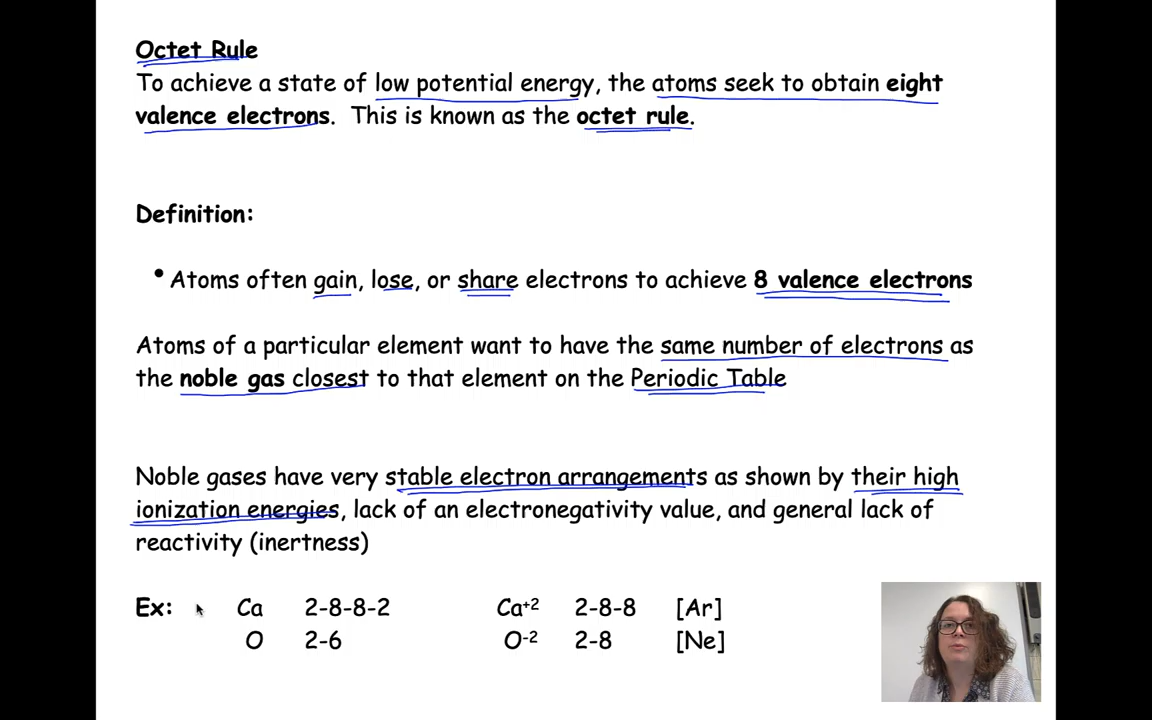 Octet Rule
To achieve a state of low potential energy, the atoms seek to obtain eight
valence electrons. This is known as the octet rule.
Definition:
• Atoms often gain, lose, or share electrons to achieve 8 valence electrons
Atoms of a particular element want to have the same number of electrons as
the noble gas closest to that element on the Periodic Table
Noble gases have very stable electron arrangements as shown by their high
ionization energies, lack of an electronegativity value, and general lack of
reactivity (inertness)
Ex: Ca 2-8-8-2 Ca⁺² 2-8-8 [Ar]
O 2-6 O⁻² 2-8 [Ne]